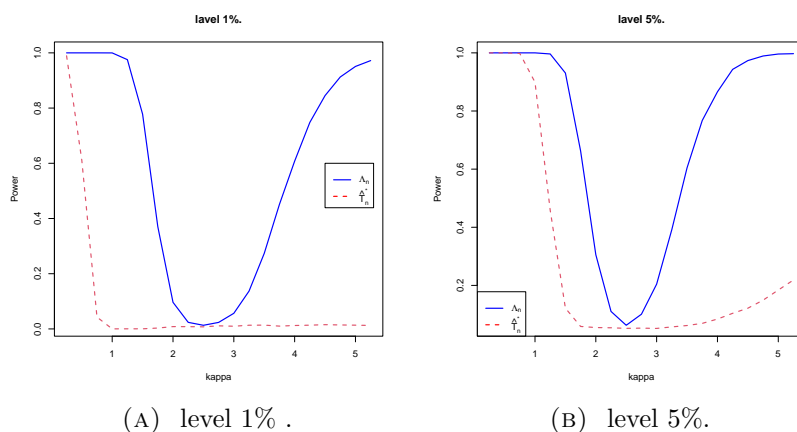 lavel 1%.
Power
0.0 0.2 0.4 0.6 0.8 1.0
1 2 3 4 5
kappa
Λn
T̂*n
(A) level 1% .
lavel 5%.
Power
0.2 0.4 0.6 0.8 1.0
1 2 3 4 5
kappa
Λn
T̂*n
(B) level 5%.